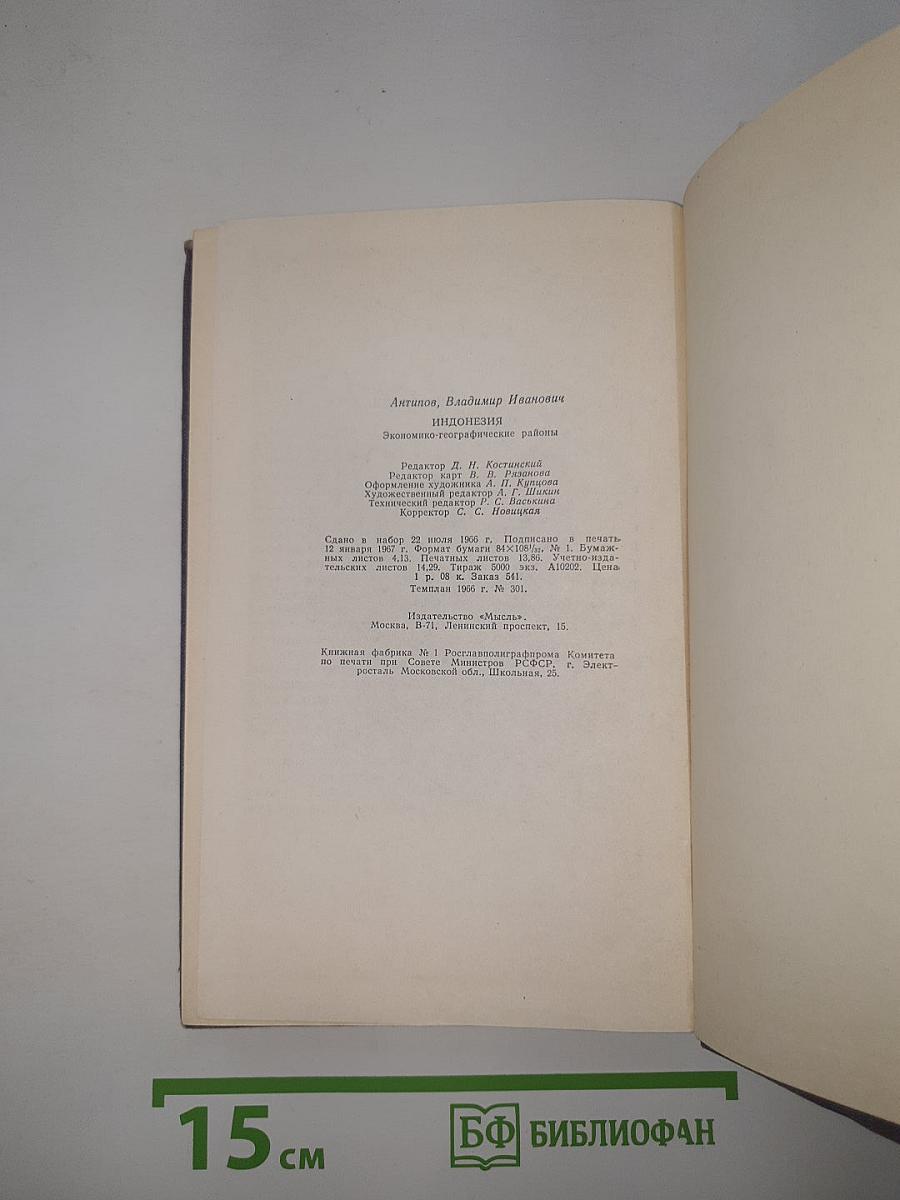 Антипов, Владимир Иванович
ИНДОНЕЗИЯ
Экономико-географические районы
Редактор Д. Н. Костинский
Редактор карт В. В. Рязанова
Оформление художника А. П. Купцова
Художественный редактор А. Г. Шикин
Технический редактор Р. С. Васькина
Корректор С. С. Новицкая
Сдано в набор 22 июля 1966 г. Подписано в печать
12 января 1967 г. Формат бумаги 84×108¹/₃₂, № 1. Бумаж-
ных листов 4,13. Печатных листов 13,86. Учетно-изда-
тельских листов 14,29. Тираж 5000 экз. А10202. Цена
1 р. 08 к. Заказ 541.
Темплан 1966 г. № 301.
Издательство «Мысль».
Москва, В-71, Ленинский проспект, 15.
Книжная фабрика № 1 Росглавполиграфпрома Комитета
по печати при Совете Министров РСФСР, г. Элект-
росталь Московской обл., Школьная, 25.
15 см
БФ БИБЛИОФАН